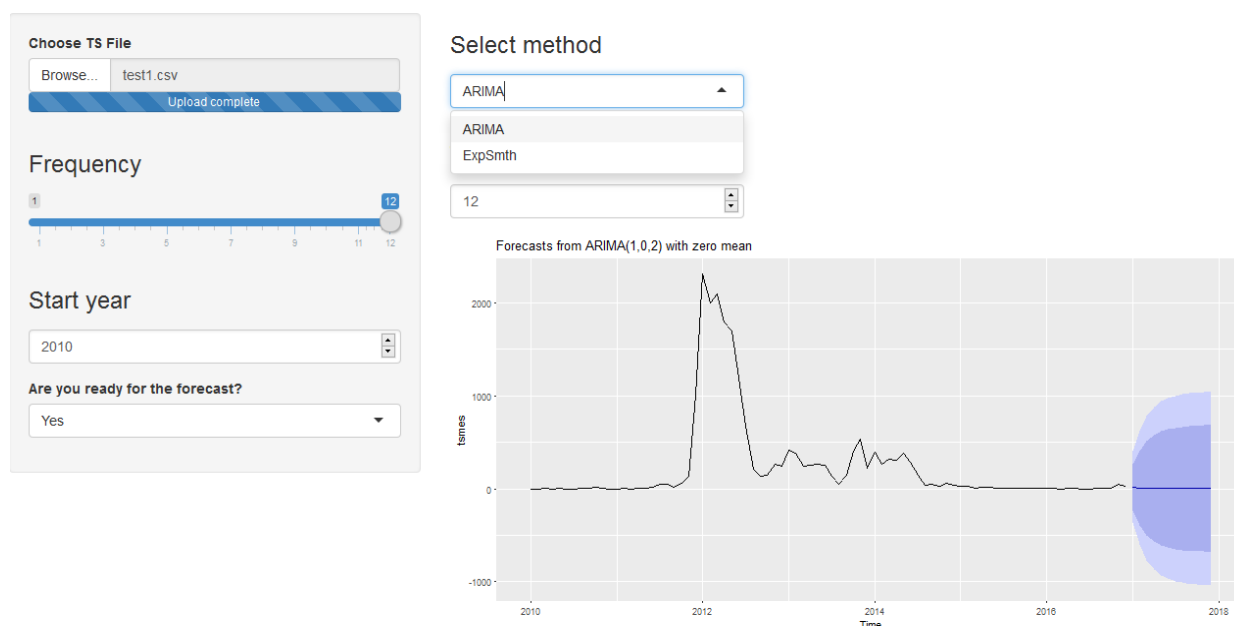 Choose TS File
Browse... test1.csv
Upload complete
Frequency
1 12
1 3 5 7 9 11 12
Start year
2010
Are you ready for the forecast?
Yes
Select method
ARIMA
ARIMA
ExpSmth
12
Forecasts from ARIMA(1,0,2) with zero mean
2000
1000
0
-1000
tsmes
2010 2012 2014 2016 2018
Time